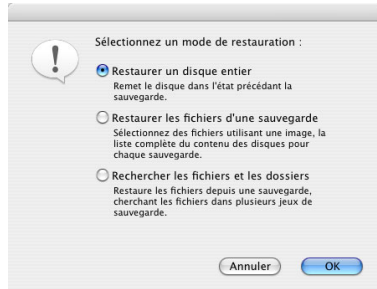 Sélectionnez un mode de restauration :
Restaurer un disque entier
Remet le disque dans l'état précédant la
sauvegarde.
Restaurer les fichiers d'une sauvegarde
Sélectionnez des fichiers utilisant une image, la
liste complète du contenu des disques pour
chaque sauvegarde.
Rechercher les fichiers et les dossiers
Restaure les fichiers depuis une sauvegarde,
cherchant les fichiers dans plusieurs jeux de
sauvegarde.
Annuler
OK